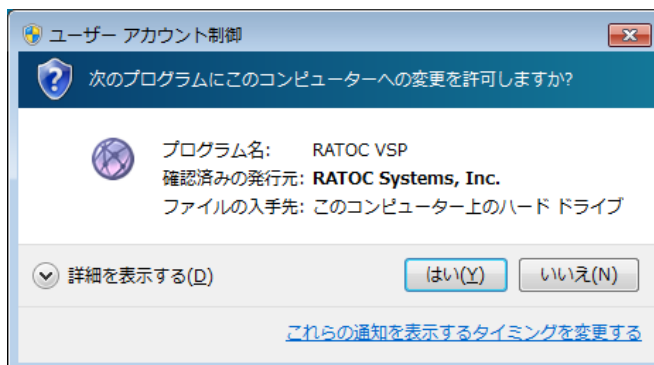 ユーザー アカウント制御
次のプログラムにこのコンピューターへの変更を許可しますか?
プログラム名: RATOC VSP
確認済みの発行元: RATOC Systems, Inc.
ファイルの入手先: このコンピューター上のハード ドライブ
詳細を表示する(D) はい(Y) いいえ(N)
これらの通知を表示するタイミングを変更する